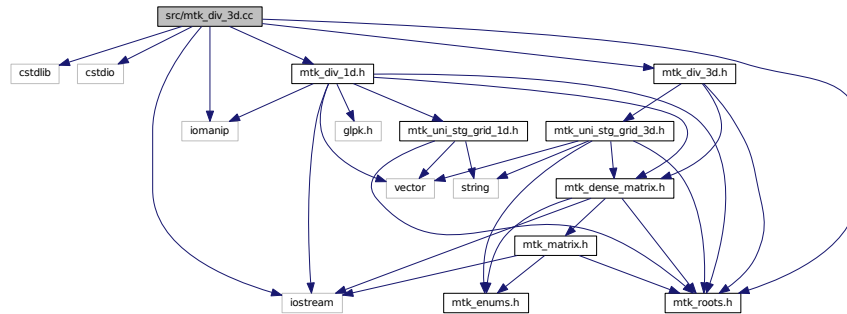 src/mtk_div_3d.cc
cstdlib
cstdio
mtk_div_1d.h
mtk_div_3d.h
iomanip
glpk.h
mtk_uni_stg_grid_1d.h
mtk_uni_stg_grid_3d.h
vector
string
mtk_dense_matrix.h
mtk_matrix.h
iostream
mtk_enums.h
mtk_roots.h